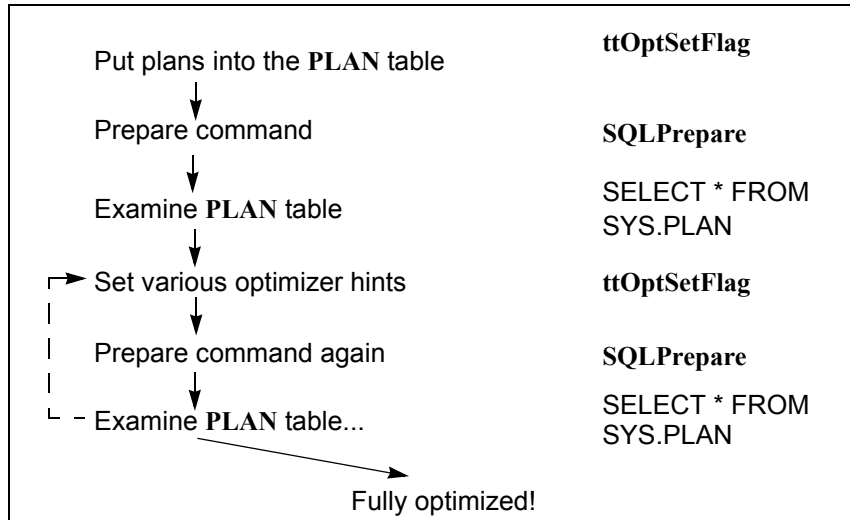 Put plans into the PLAN table
ttOptSetFlag
Prepare command
SQLPrepare
Examine PLAN table
SELECT * FROM
SYS.PLAN
Set various optimizer hints
ttOptSetFlag
Prepare command again
SQLPrepare
Examine PLAN table...
SELECT * FROM
SYS.PLAN
Fully optimized!